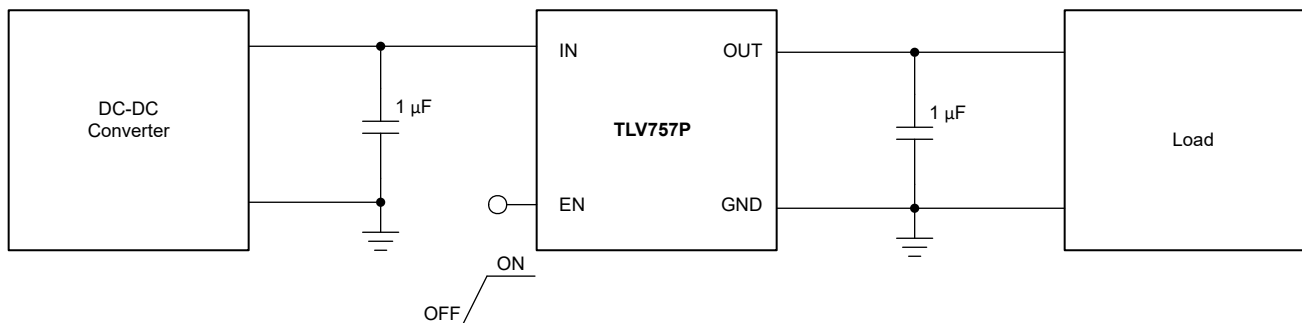 DC-DC
Converter
1 μF
IN
EN
TLV757P
OUT
GND
1 μF
Load
ON
OFF